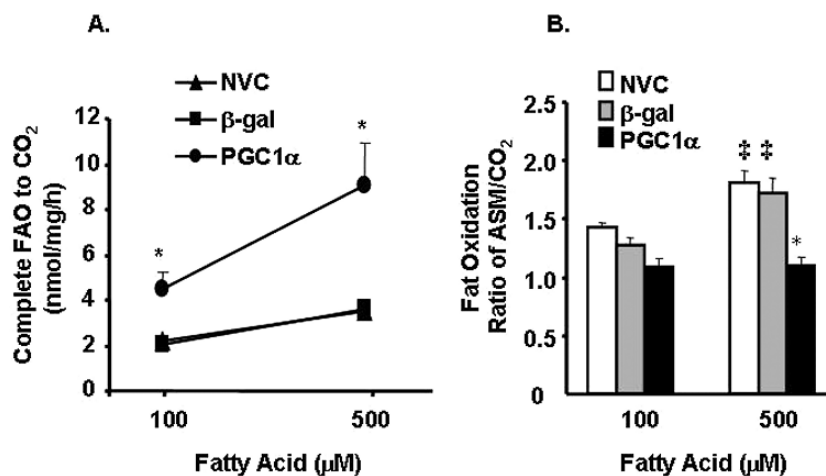 A.
NVC
β-gal
PGC1α
Complete FAO to CO2
(nmol/mg/h)
12
10
8
6
4
2
0
*
*
100
500
Fatty Acid (μM)
B.
NVC
β-gal
PGC1α
Fat Oxidation
Ratio of ASM/CO2
2.5
2.0
1.5
1.0
0.5
0
‡ ‡
*
100
500
Fatty Acid (μM)